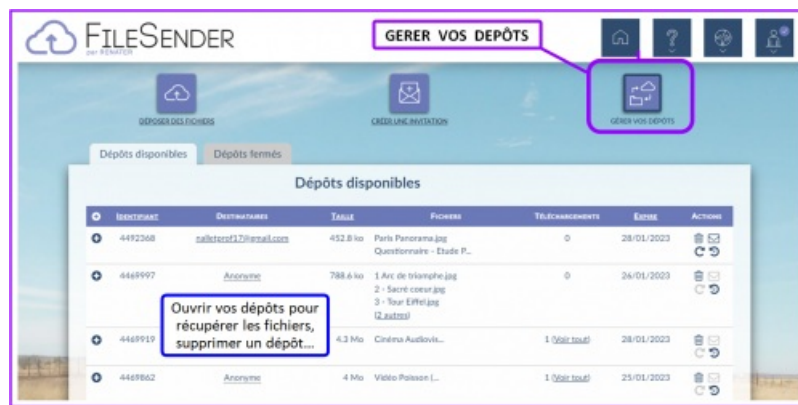 FILESENDER
par RENATER
GERER VOS DEPÔTS
DÉPOSER DES FICHIERS
CRÉER UNE INVITATION
GÉRER VOS DÉPÔTS
Dépôts disponibles
Dépôts fermés
Dépôts disponibles
IDENTIFIANT DESTINATAIRES TAILLE FICHIERS TÉLÉCHARGEMENTS EXPIRE ACTIONS
4492368 nalletprof17@gmail.com 452.8 ko Paris Panorama.jpg 0 28/01/2023
Questionnaire - Etude P...
4469997 Anonyme 788.6 ko 1 Arc de triomphe.jpg 0 26/01/2023
2 - Sacré coeur.jpg
3 - Tour Eiffel.jpg
(2 autres)
Ouvrir vos dépôts pour
récupérer les fichiers,
supprimer un dépôt...
4469919 4.3 Mo Cinéma Audiovis... 1 (Voir tout) 28/01/2023
4469862 Anonyme 4 Mo Vidéo Poisson (... 1 (Voir tout) 25/01/2023